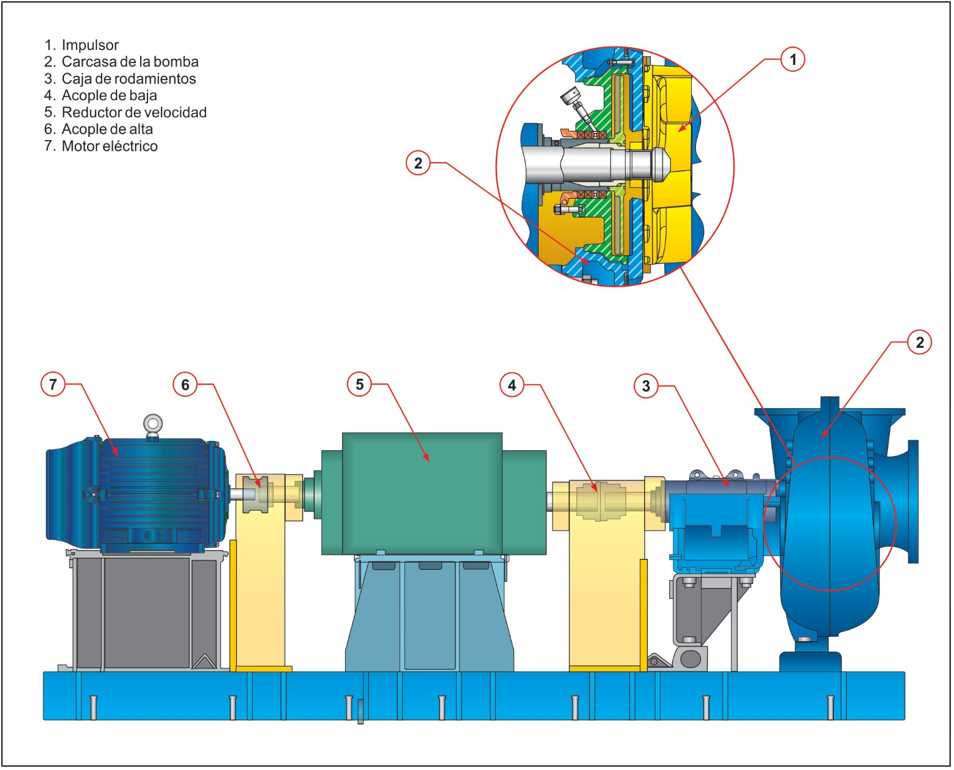 1. Impulsor
2. Carcasa de la bomba
3. Caja de rodamientos
4. Acople de baja
5. Reductor de velocidad
6. Acople de alta
7. Motor eléctrico
1
2
2
7
6
5
4
3